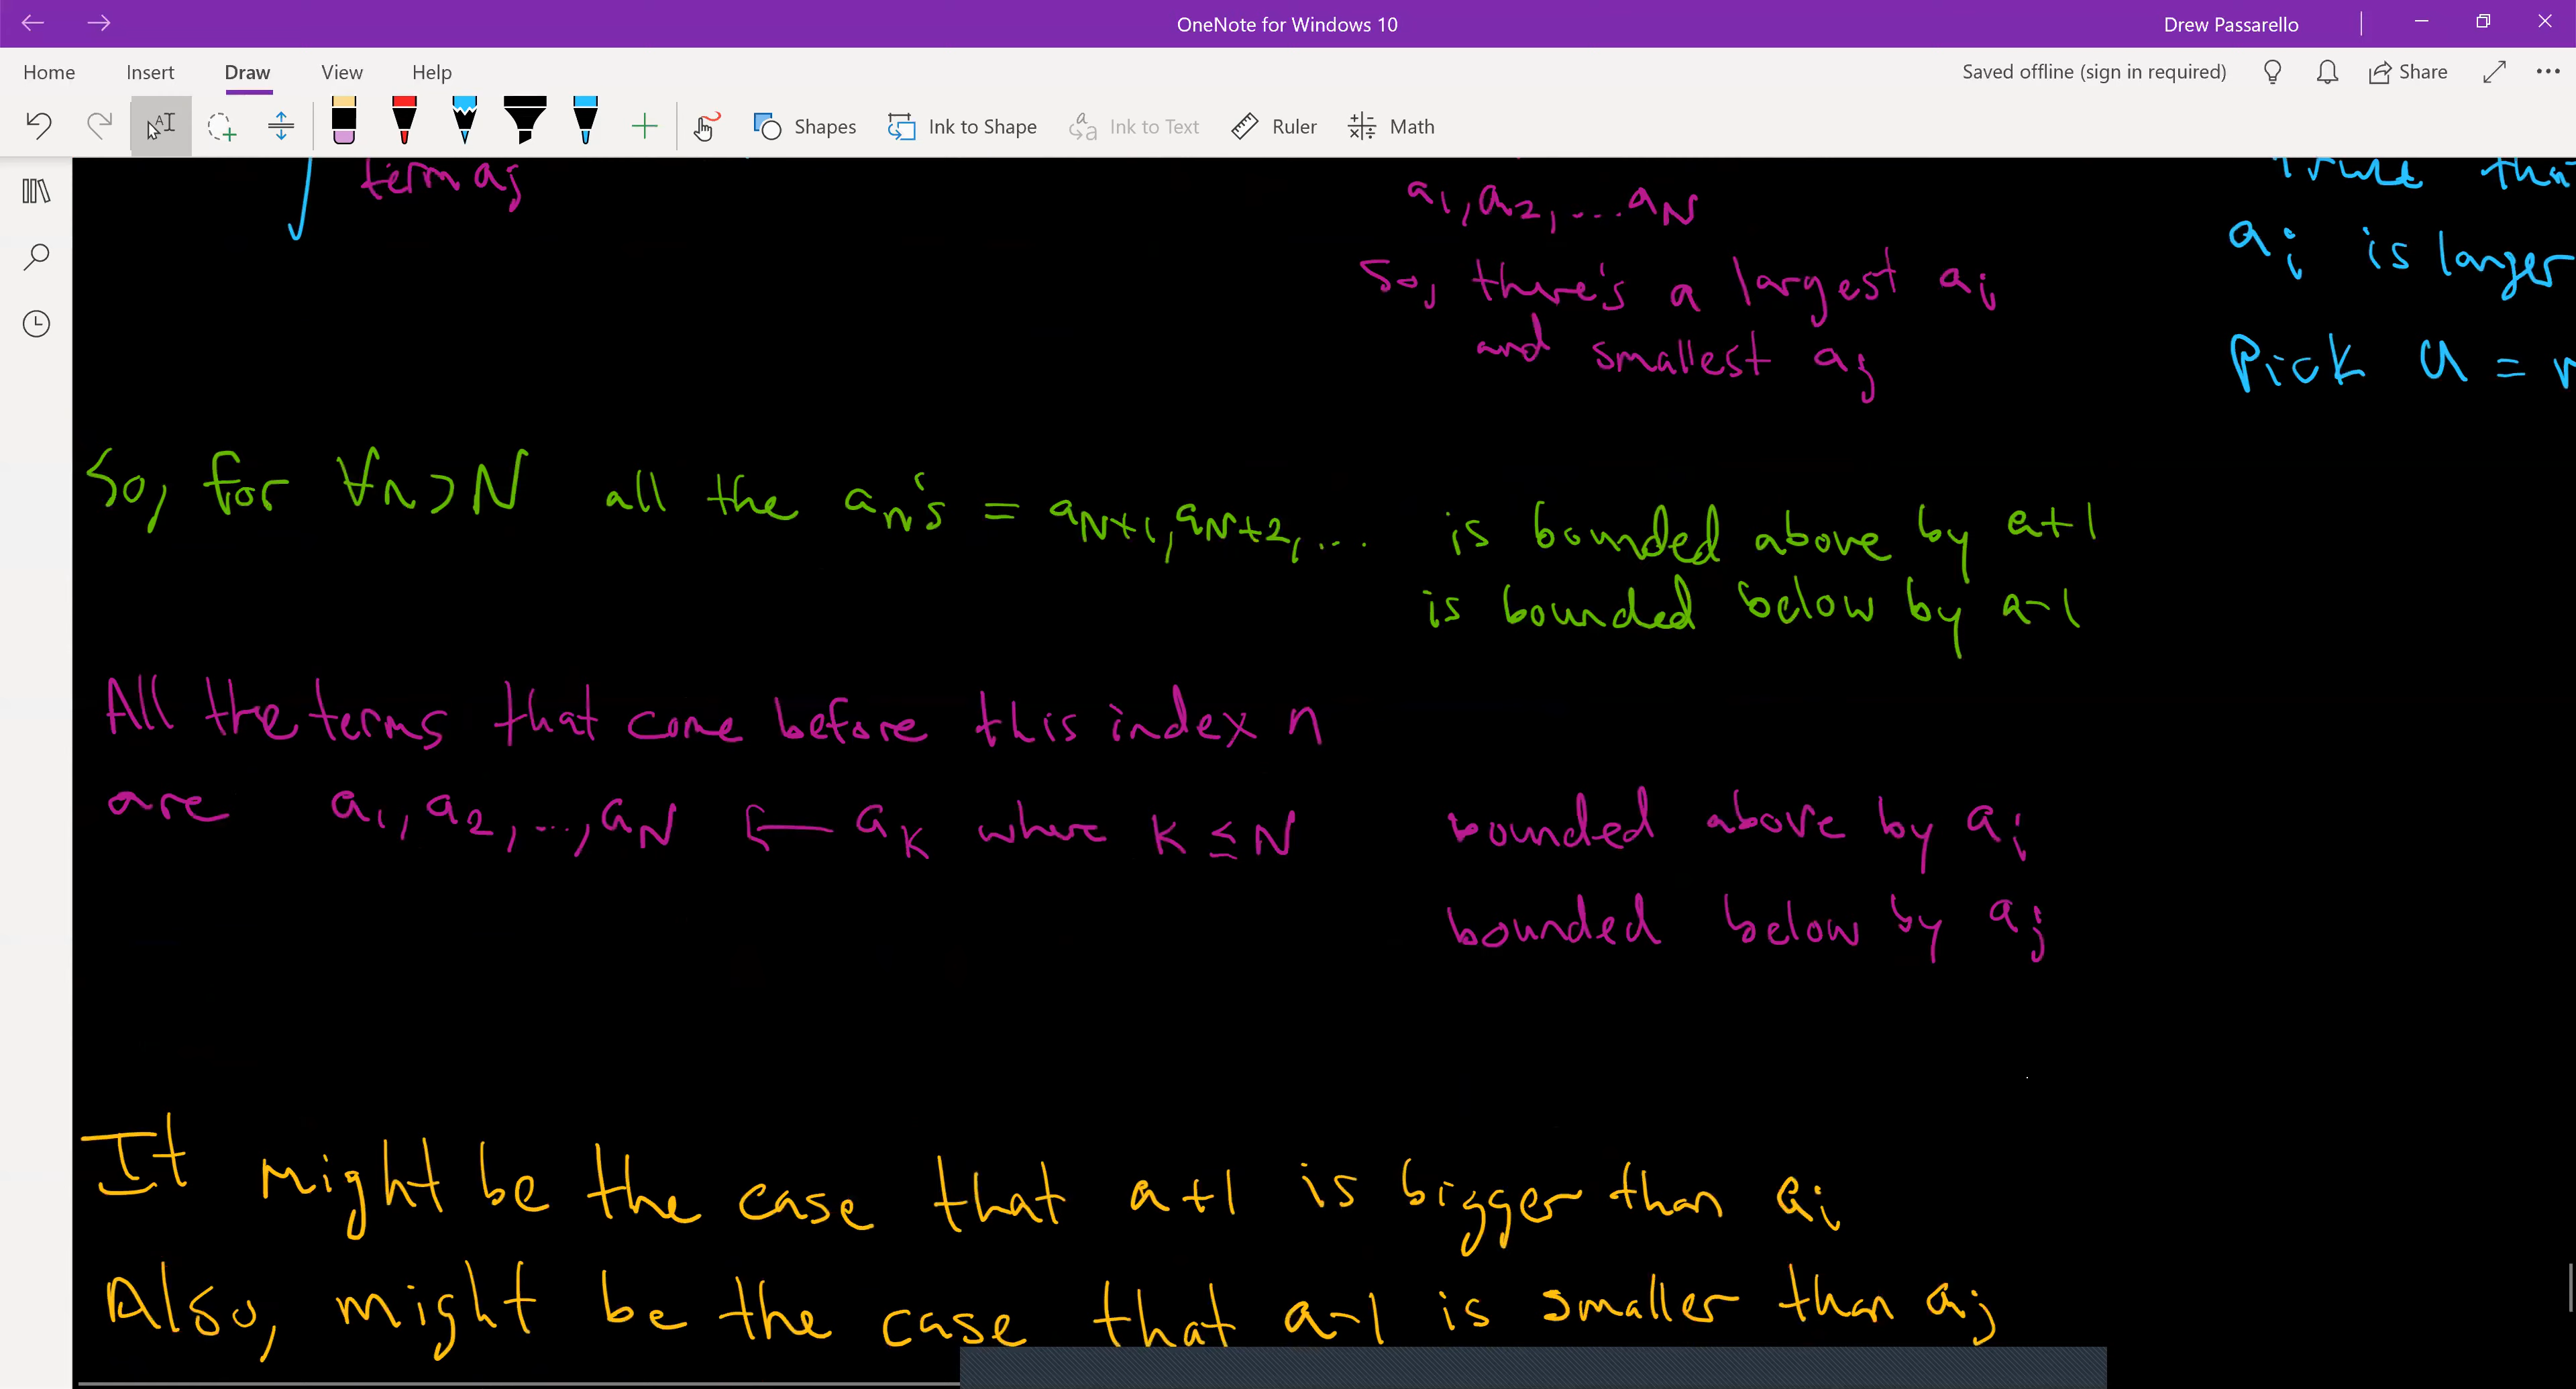 OneNote for Windows 10
Drew Passarello
Home Insert Draw View Help
Saved offline (sign in required)
Share
Shapes
Ink to Shape
Ink to Text
Ruler
Math
term aj
a1, a2, ... aN
So, there's a largest ai
and smallest aj
ai is larger
Pick U =
So, for ∀n>N all the an's = aN+1, aN+2, ... is bounded above by a+1
is bounded below by a-1
All the terms that come before this index n
are a1, a2, ..., aN ← aK where K ≤ N
bounded above by ai
bounded below by aj
It might be the case that a+1 is bigger than ai
Also, might be the case that a-1 is smaller than aj